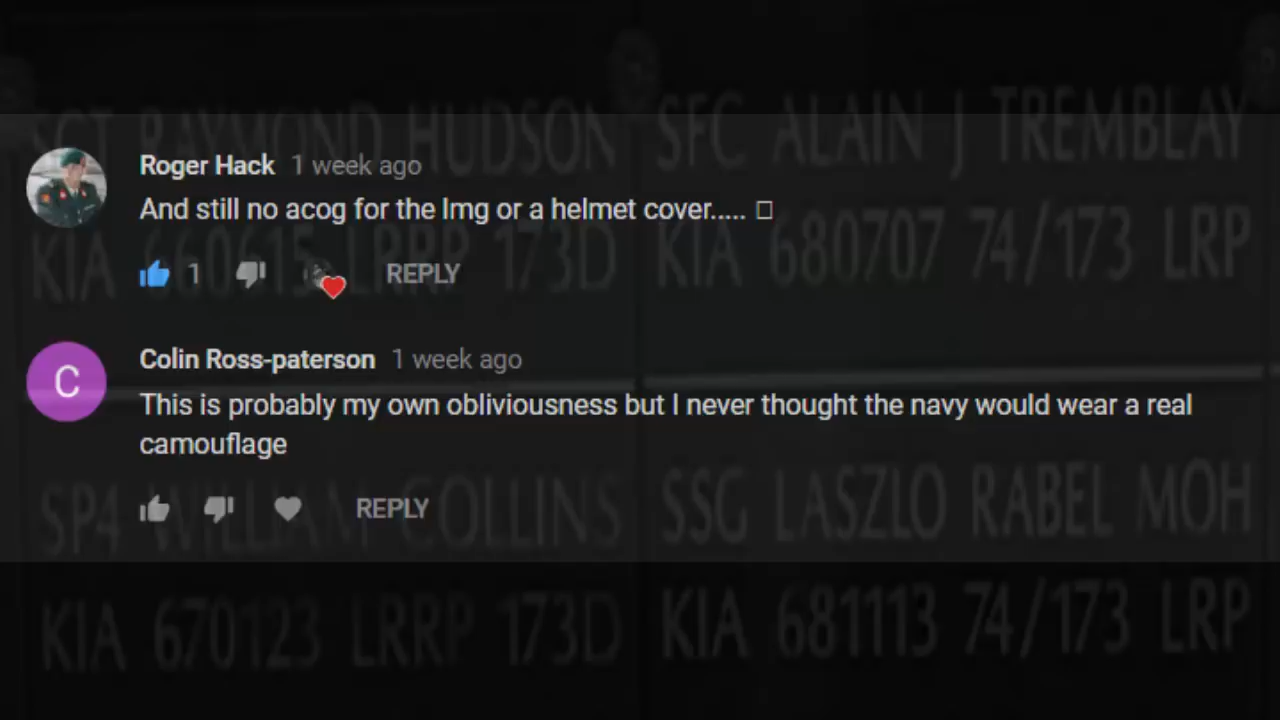 SGT RAYMOND HUDSON SFC ALAIN J TREMBLAY
Roger Hack 1 week ago
And still no acog for the lmg or a helmet cover..... □
KIA 660615 LRRP 173D KIA 680707 74/173 LRP
1 REPLY
C
Colin Ross-paterson 1 week ago
This is probably my own obliviousness but I never thought the navy would wear a real
camouflage
SP4 WILLIAM COLLINS SSG LASZLO RABEL MOH
REPLY
KIA 670123 LRRP 173D KIA 681113 74/173 LRP